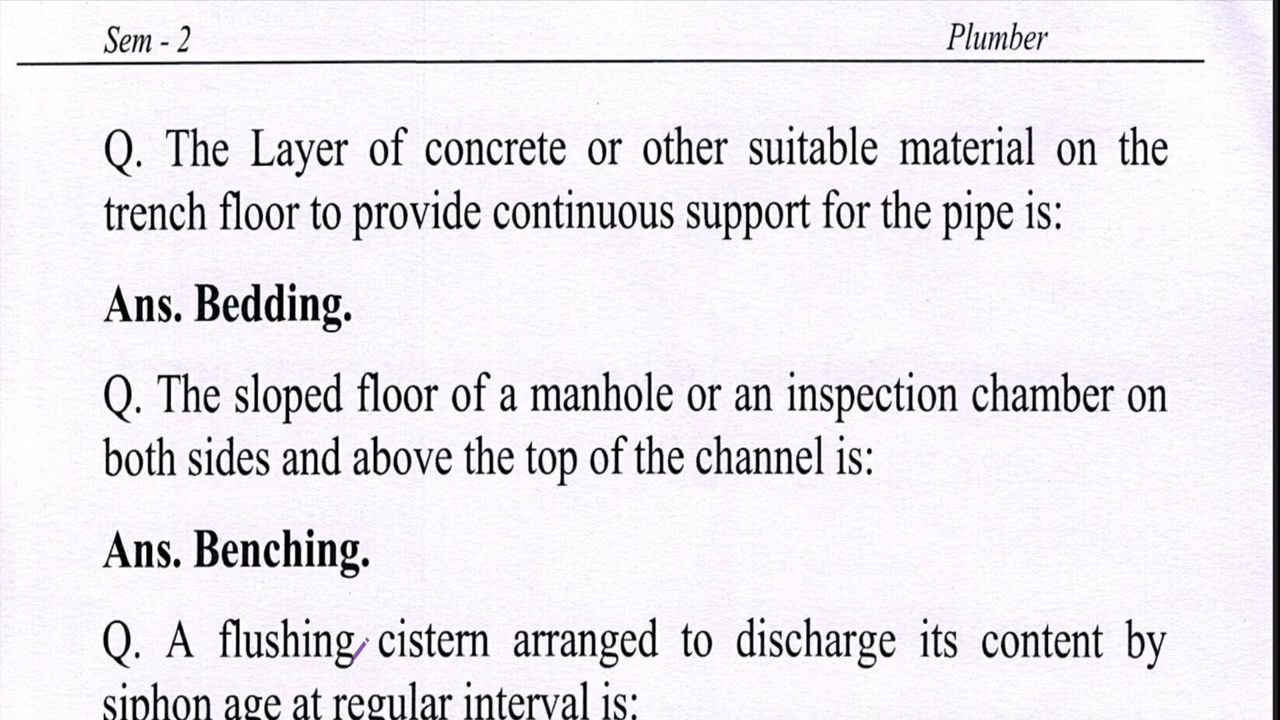 Sem - 2 Plumber
Q. The Layer of concrete or other suitable material on the
trench floor to provide continuous support for the pipe is:
Ans. Bedding.
Q. The sloped floor of a manhole or an inspection chamber on
both sides and above the top of the channel is:
Ans. Benching.
Q. A flushing cistern arranged to discharge its content by
siphon age at regular interval is: